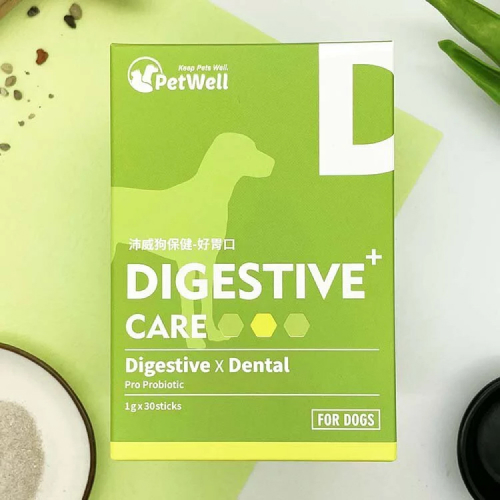 Keep Pets Well.
PetWell
D
沛威狗保健-好胃口
DIGESTIVE+
CARE
Digestive X Dental
Pro Probiotic
1g x 30sticks
FOR DOGS